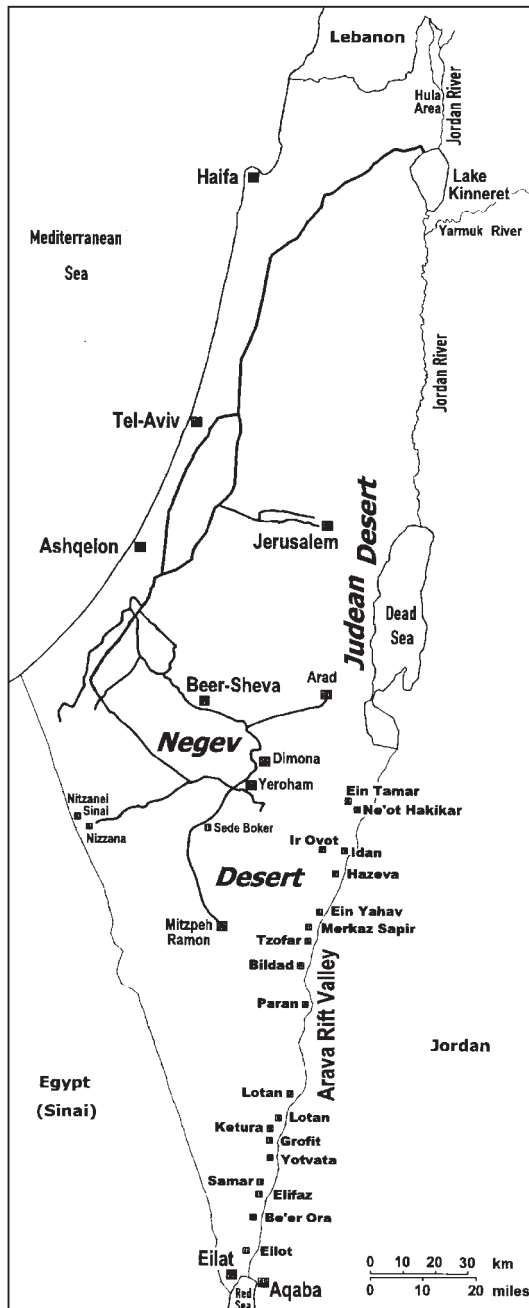 Lebanon
Hula
Area
Jordan River
Haifa
Lake
Kinneret
Yarmuk River
Mediterranean
Sea
Jordan River
Tel-Aviv
Ashqelon
Jerusalem
Judean Desert
Dead
Sea
Arad
Beer-Sheva
Negev
Dimona
Yeroham
Ein Tamar
Ne'ot Hakikar
Nitzanei
Sinai
Nizzana
Sede Boker
Ir Ovot
Idan
Hazeva
Desert
Ein Yahav
Merkaz Sapir
Mitzpeh
Ramon
Tzofar
Bildad
Paran
Arava Rift Valley
Jordan
Egypt
(Sinai)
Lotan
Lotan
Ketura
Grofit
Yotvata
Samar
Elifaz
Be'er Ora
Eilot
Eilat
Aqaba
Red
Sea
0 10 20 30 km
0 10 20 miles